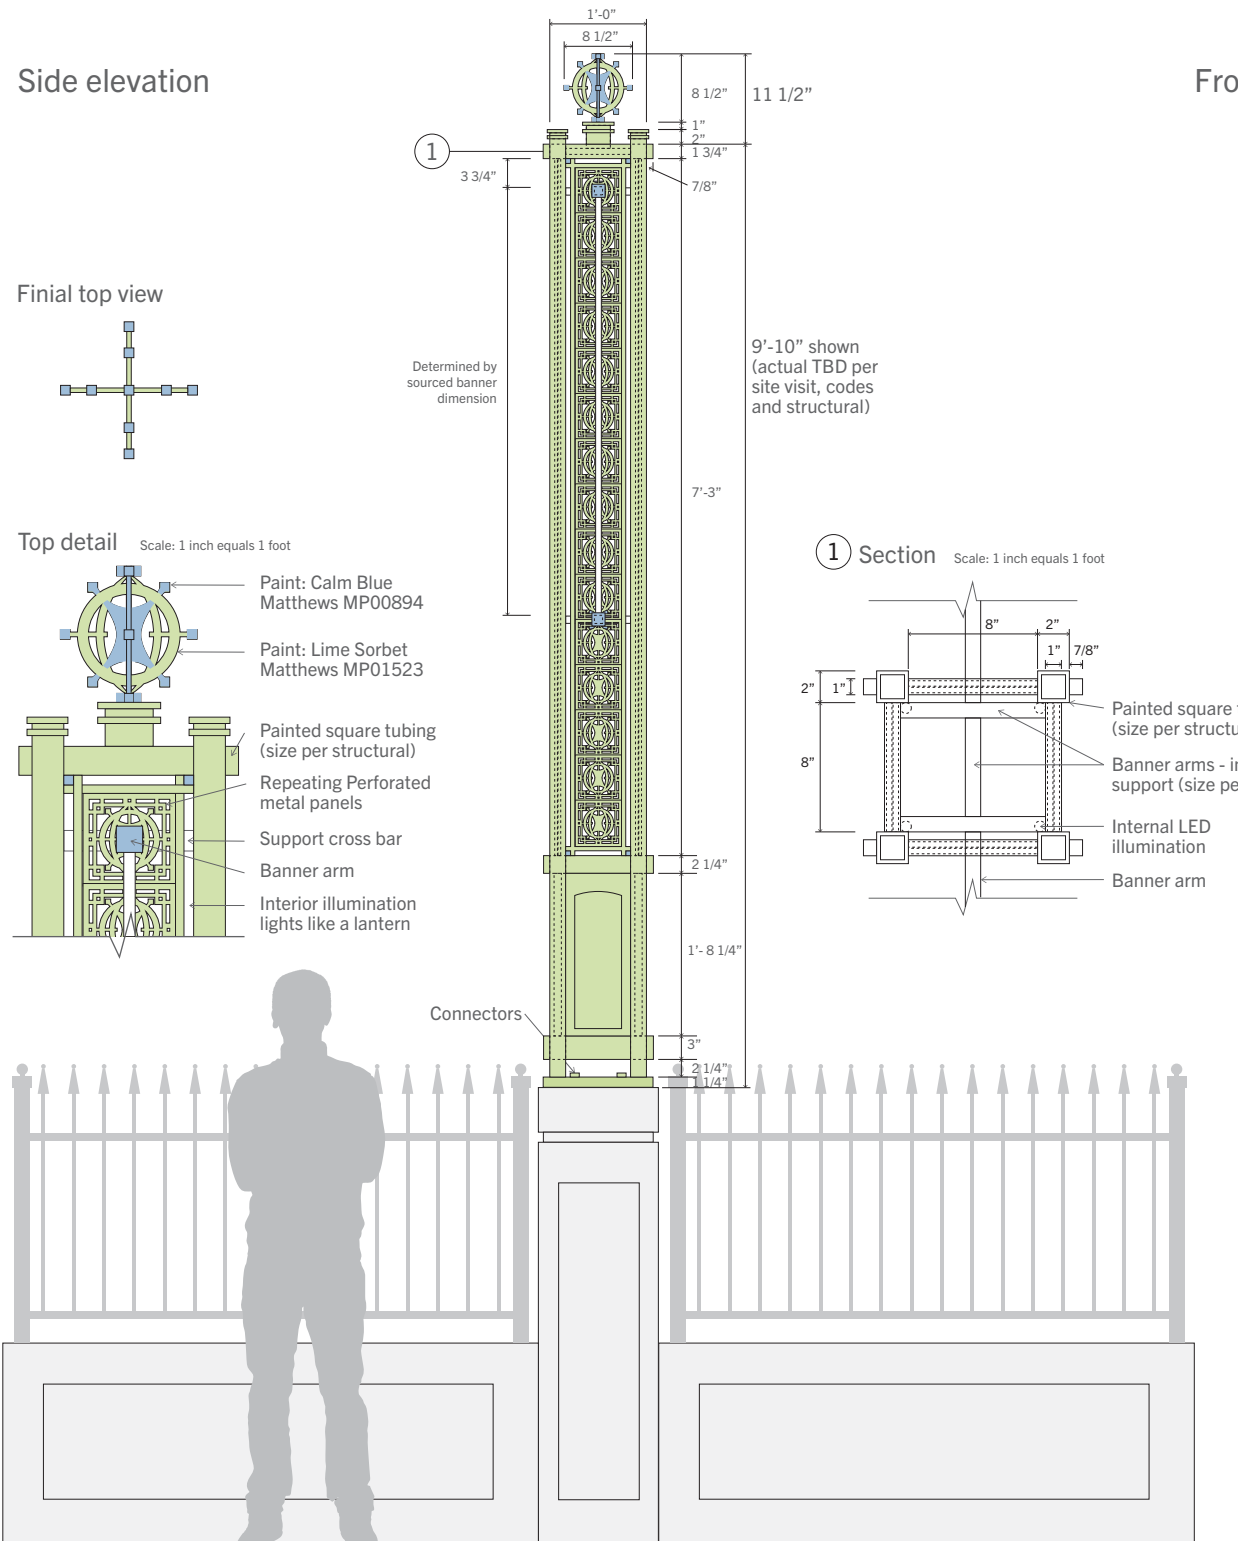 Side elevation
Fro
1’-0”
8 1/2”
8 1/2”
11 1/2”
1”
2”
1 3/4”
7/8”
1
3 3/4”
Finial top view
Determined by
sourced banner
dimension
9’-10” shown
(actual TBD per
site visit, codes
and structural)
7’-3”
Top detail
Scale: 1 inch equals 1 foot
Paint: Calm Blue
Matthews MP00894
Paint: Lime Sorbet
Matthews MP01523
Painted square tubing
(size per structural)
Repeating Perforated
metal panels
Support cross bar
Banner arm
Interior illumination
lights like a lantern
1 Section
Scale: 1 inch equals 1 foot
8”
2”
1”
7/8”
2”
1”
8”
Painted square
(size per structu
Banner arms - i
support (size pe
Internal LED
illumination
Banner arm
2 1/4”
1’- 8 1/4”
Connectors
3”
2 1/4”
1 1/4”